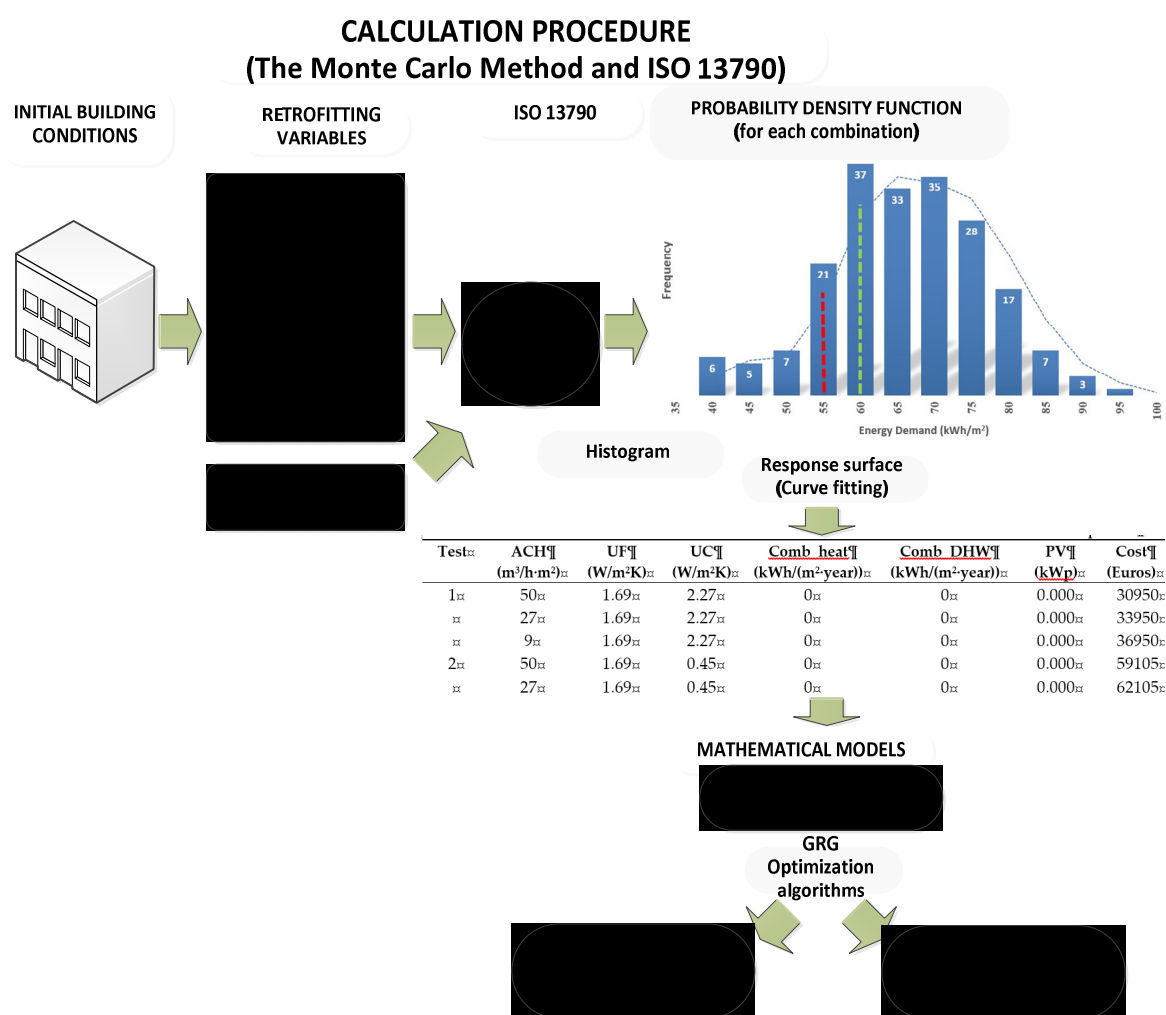 CALCULATION PROCEDURE
(The Monte Carlo Method and ISO 13790)
INITIAL BUILDING
CONDITIONS
RETROFITTING
VARIABLES
ISO 13790
PROBABILITY DENSITY FUNCTION
(for each combination)
Frequency
6
5
7
21
37
33
35
28
17
7
3
35 40 45 50 55 60 65 70 75 80 85 90 95 100
Energy Demand (kWh/m²)
Histogram
Response surface
(Curve fitting)
Test¤ ACH¶ UF¶ UC¶ Comb_heat¶ Comb_DHW¶ PV¶ Cost¶
(m³/h·m²)¤ (W/m²K)¤ (W/m²K)¤ (kWh/(m²·year))¤ (kWh/(m²·year))¤ (kWp)¤ (Euros)¤
1¤ 50¤ 1.69¤ 2.27¤ 0¤ 0¤ 0.000¤ 30950¤
¤ 27¤ 1.69¤ 2.27¤ 0¤ 0¤ 0.000¤ 33950¤
¤ 9¤ 1.69¤ 2.27¤ 0¤ 0¤ 0.000¤ 36950¤
2¤ 50¤ 1.69¤ 0.45¤ 0¤ 0¤ 0.000¤ 59105¤
¤ 27¤ 1.69¤ 0.45¤ 0¤ 0¤ 0.000¤ 62105¤
MATHEMATICAL MODELS
GRG
Optimization
algorithms